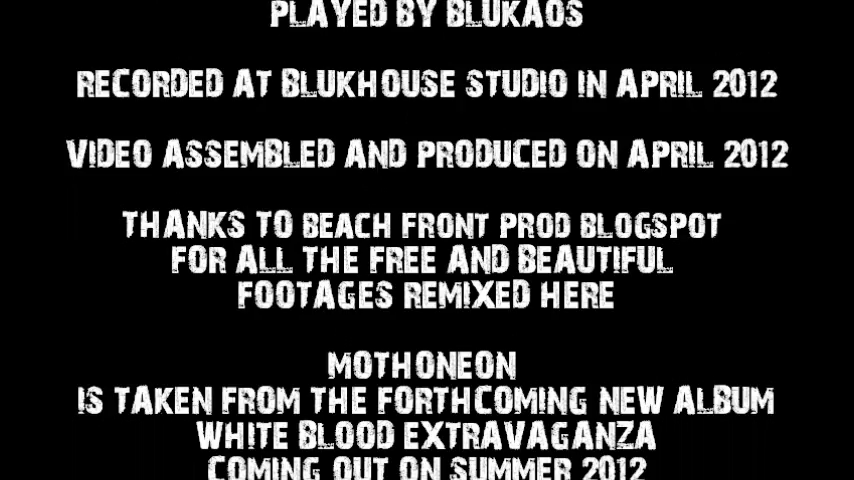 PLAYED BY BLUKAOS
RECORDED AT BLUKHOUSE STUDIO IN APRIL 2012
VIDEO ASSEMBLED AND PRODUCED ON APRIL 2012
THANKS TO BEACH FRONT PROD BLOGSPOT
FOR ALL THE FREE AND BEAUTIFUL
FOOTAGES REMIXED HERE
MOTHONEON
IS TAKEN FROM THE FORTHCOMING NEW ALBUM
WHITE BLOOD EXTRAVAGANZA
COMING OUT ON SUMMER 2012